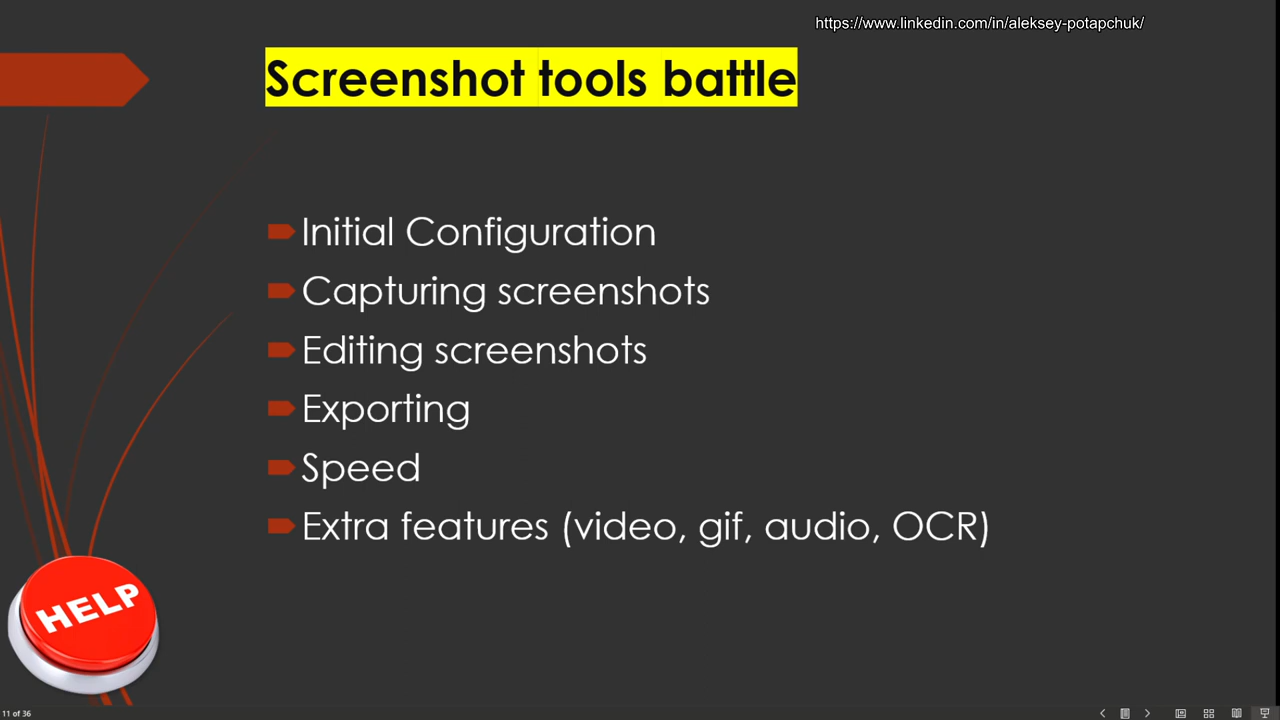 https://www.linkedin.com/in/aleksey-potapchuk/
Screenshot tools battle
Initial Configuration
Capturing screenshots
Editing screenshots
Exporting
Speed
Extra features (video, gif, audio, OCR)
HELP
11 of 36